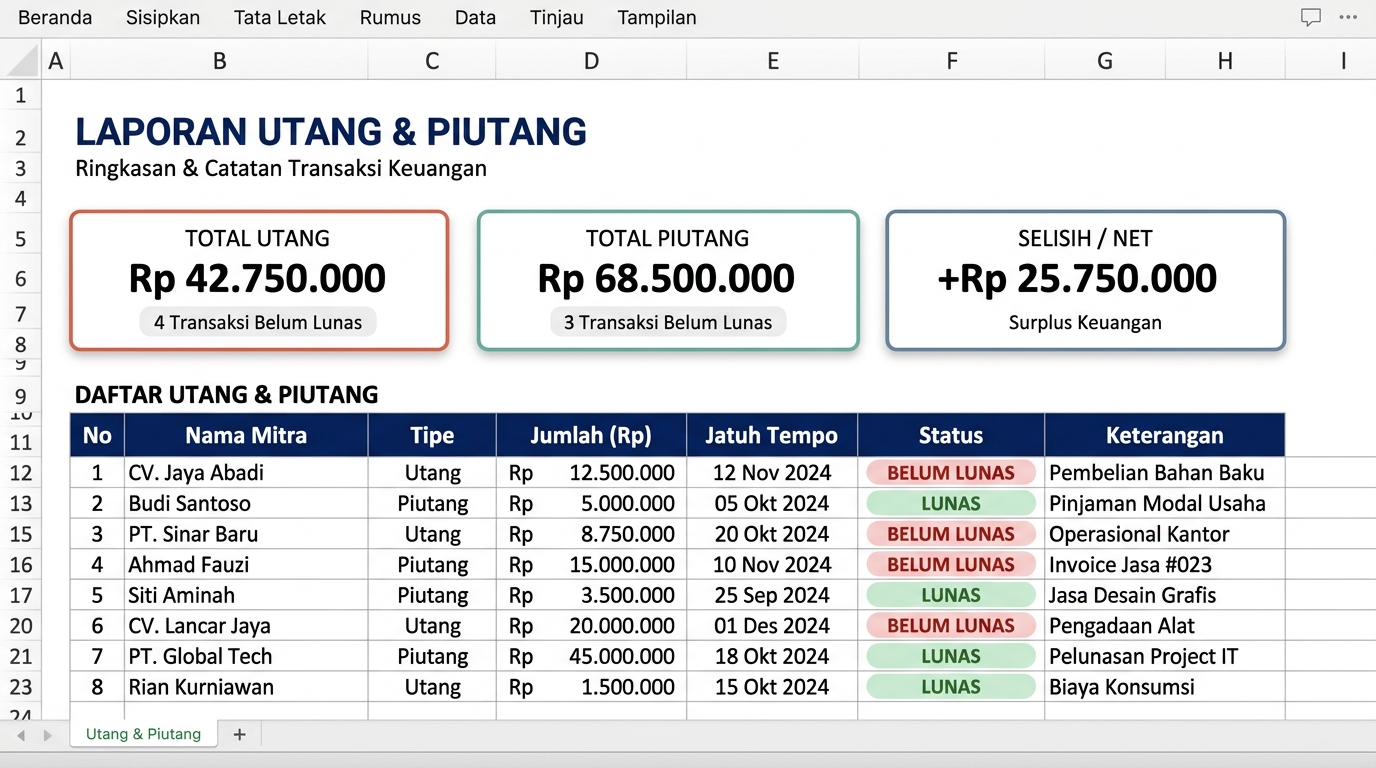 Beranda Sisipkan Tata Letak Rumus Data Tinjau Tampilan
A B C D E F G H I
1
2 LAPORAN UTANG & PIUTANG
3 Ringkasan & Catatan Transaksi Keuangan
4
5 TOTAL UTANG TOTAL PIUTANG SELISIH / NET
6 Rp 42.750.000 Rp 68.500.000 +Rp 25.750.000
7 4 Transaksi Belum Lunas 3 Transaksi Belum Lunas Surplus Keuangan
8
9
9 DAFTAR UTANG & PIUTANG
10
11 No Nama Mitra Tipe Jumlah (Rp) Jatuh Tempo Status Keterangan
12 1 CV. Jaya Abadi Utang Rp 12.500.000 12 Nov 2024 BELUM LUNAS Pembelian Bahan Baku
13 2 Budi Santoso Piutang Rp 5.000.000 05 Okt 2024 LUNAS Pinjaman Modal Usaha
15 3 PT. Sinar Baru Utang Rp 8.750.000 20 Okt 2024 BELUM LUNAS Operasional Kantor
16 4 Ahmad Fauzi Piutang Rp 15.000.000 10 Nov 2024 BELUM LUNAS Invoice Jasa #023
17 5 Siti Aminah Piutang Rp 3.500.000 25 Sep 2024 LUNAS Jasa Desain Grafis
20 6 CV. Lancar Jaya Utang Rp 20.000.000 01 Des 2024 BELUM LUNAS Pengadaan Alat
21 7 PT. Global Tech Piutang Rp 45.000.000 18 Okt 2024 LUNAS Pelunasan Project IT
23 8 Rian Kurniawan Utang Rp 1.500.000 15 Okt 2024 LUNAS Biaya Konsumsi
24
Utang & Piutang +